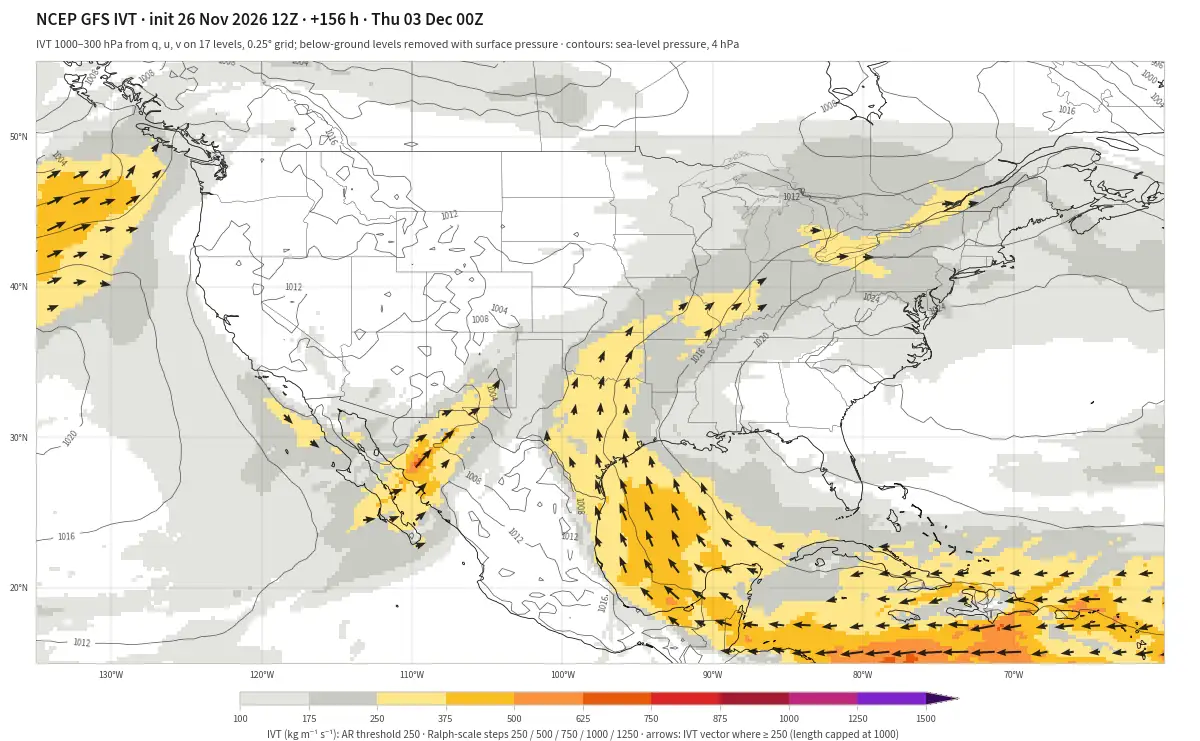 NCEP GFS IVT · init 26 Nov 2026 12Z · +156 h · Thu 03 Dec 00Z
IVT 1000–300 hPa from q, u, v on 17 levels, 0.25° grid; below-ground levels removed with surface pressure · contours: sea-level pressure, 4 hPa
1008
1008
1004
1008
1000
1004
1016
50°N
1016
1004
1012
1012
40°N
1012
1004
1008
1024
1020
1016
1004
1020
30°N
1008
1008
1016
1012
1012
20°N
1016
1012
130°W
120°W
110°W
100°W
90°W
80°W
70°W
100
175
250
375
500
625
750
875
1000
1250
1500
IVT (kg m⁻¹ s⁻¹): AR threshold 250 · Ralph-scale steps 250 / 500 / 750 / 1000 / 1250 · arrows: IVT vector where ≥ 250 (length capped at 1000)